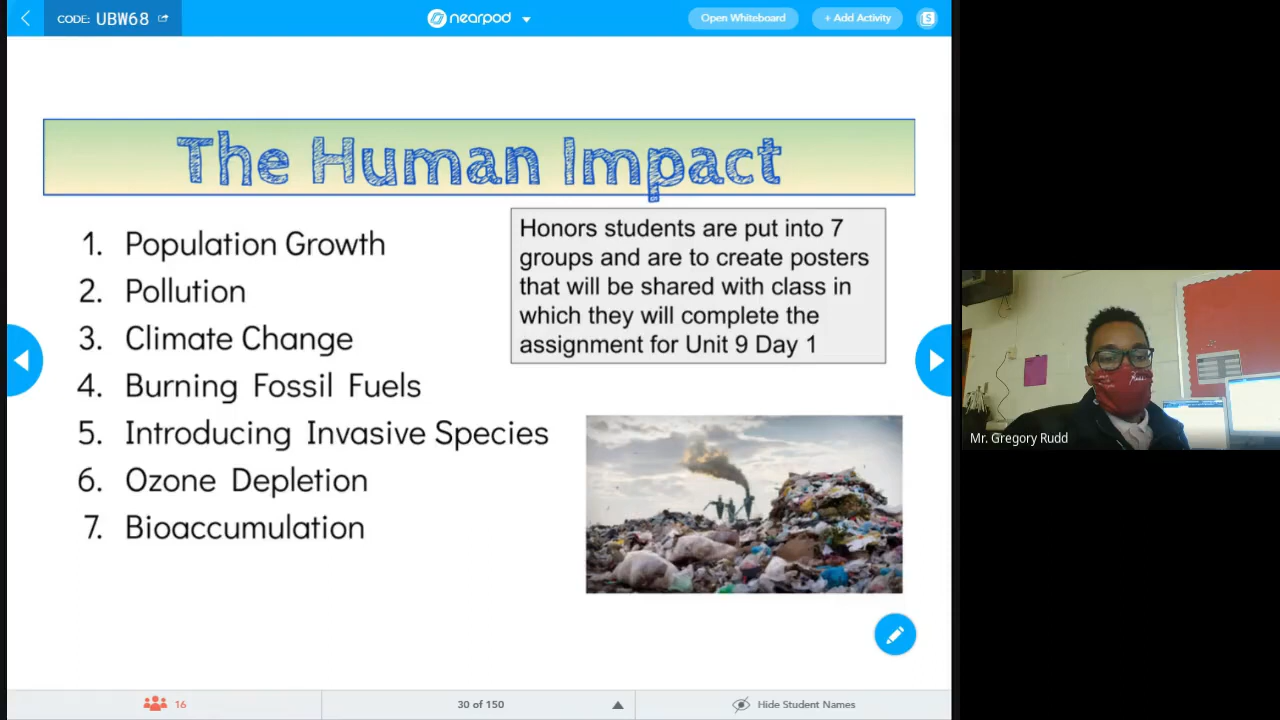 CODE: UBW68
nearpod
Open Whiteboard
+ Add Activity
S
The Human Impact
1. Population Growth
2. Pollution
3. Climate Change
4. Burning Fossil Fuels
5. Introducing Invasive Species
6. Ozone Depletion
7. Bioaccumulation
Honors students are put into 7
groups and are to create posters
that will be shared with class in
which they will complete the
assignment for Unit 9 Day 1
Mr. Gregory Rudd
16
30 of 150
Hide Student Names